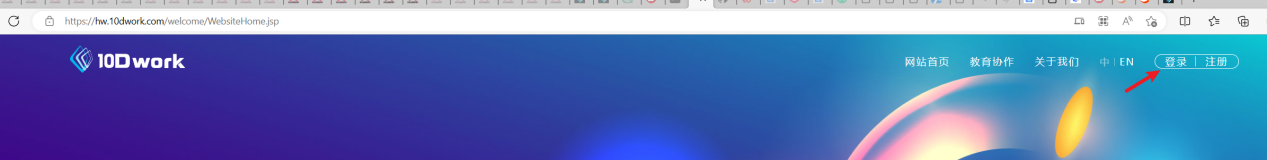 https://hw.10dwork.com/welcome/WebsiteHome.jsp
10Dwork 网站首页 教育协作 关于我们 中 | EN 登录 | 注册